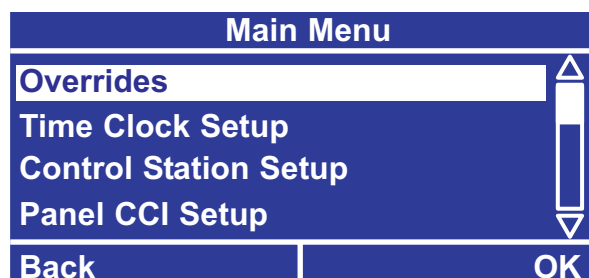 Main Menu
Overrides
Time Clock Setup
Control Station Setup
Panel CCI Setup
Back OK